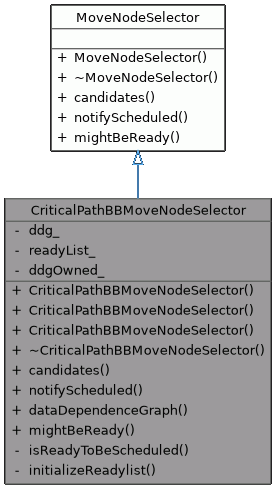 MoveNodeSelector
+ MoveNodeSelector()
+ ~MoveNodeSelector()
+ candidates()
+ notifyScheduled()
+ mightBeReady()
CriticalPathBBMoveNodeSelector
- ddg_
- readyList_
- ddgOwned_
+ CriticalPathBBMoveNodeSelector()
+ CriticalPathBBMoveNodeSelector()
+ CriticalPathBBMoveNodeSelector()
+ ~CriticalPathBBMoveNodeSelector()
+ candidates()
+ notifyScheduled()
+ dataDependenceGraph()
+ mightBeReady()
- isReadyToBeScheduled()
- initializeReadylist()